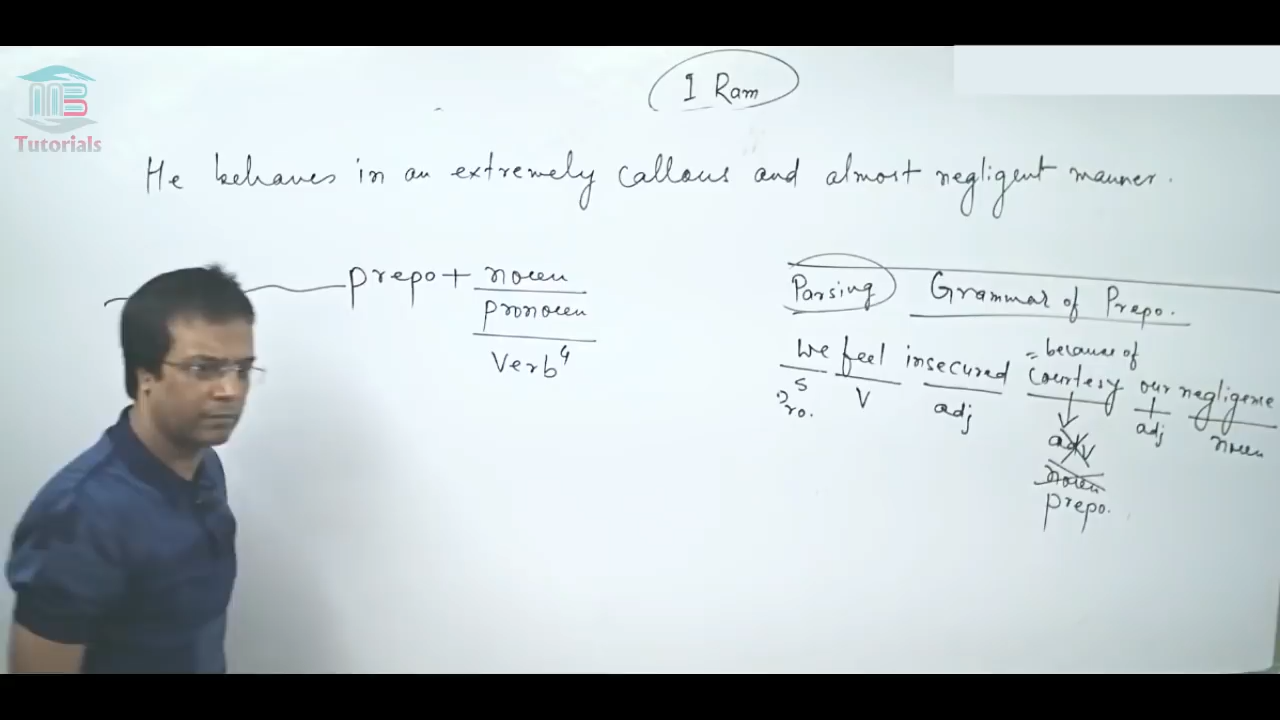 MB
Tutorials
I Ram
He behaves in an extremely callous and almost negligent manner.
prepo + noun
pronoun
Verb4
Parsing Grammar of Prepo.
= because of
We feel insecured courtesy our negligence
S V adj adj noun
Pro.
adv
noun
prepo.